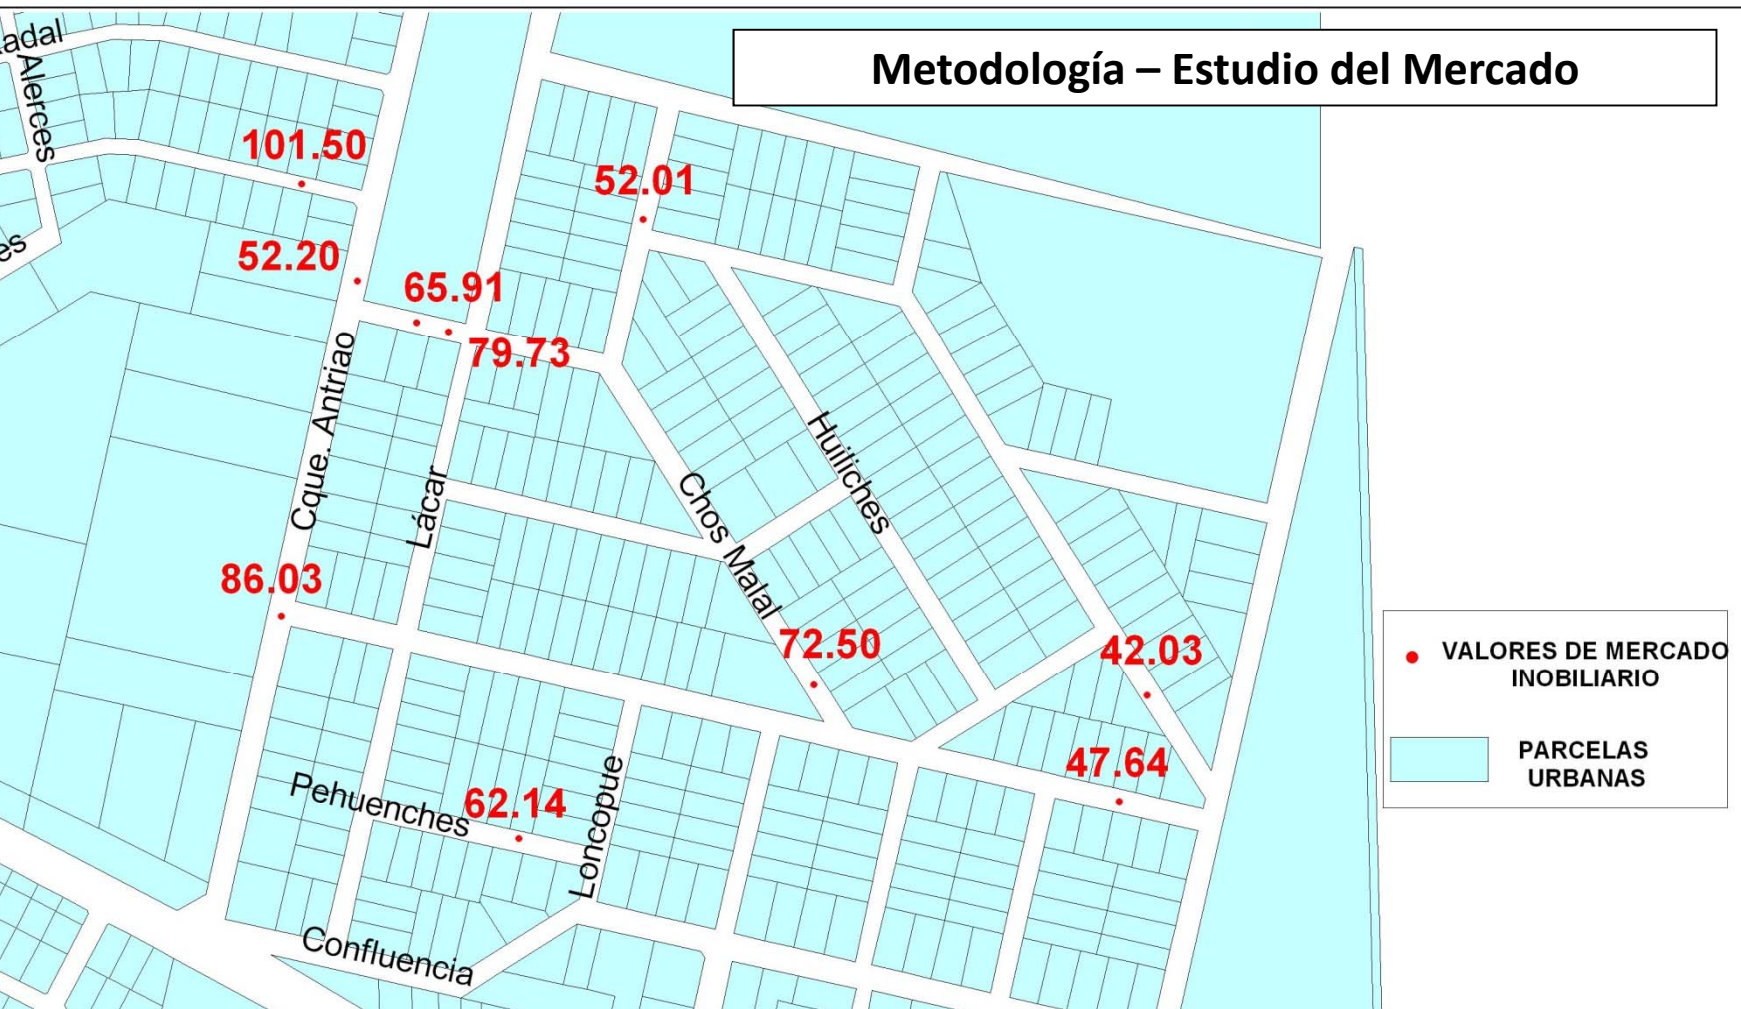 Metodología – Estudio del Mercado
Alerces
101.50
52.01
52.20
65.91
79.73
Cque. Antriao
Lácar
Huiliches
Chos Malal
86.03
72.50
42.03
47.64
Pehuenches
62.14
Loncopue
Confluencia
VALORES DE MERCADO
INOBILIARIO
PARCELAS
URBANAS